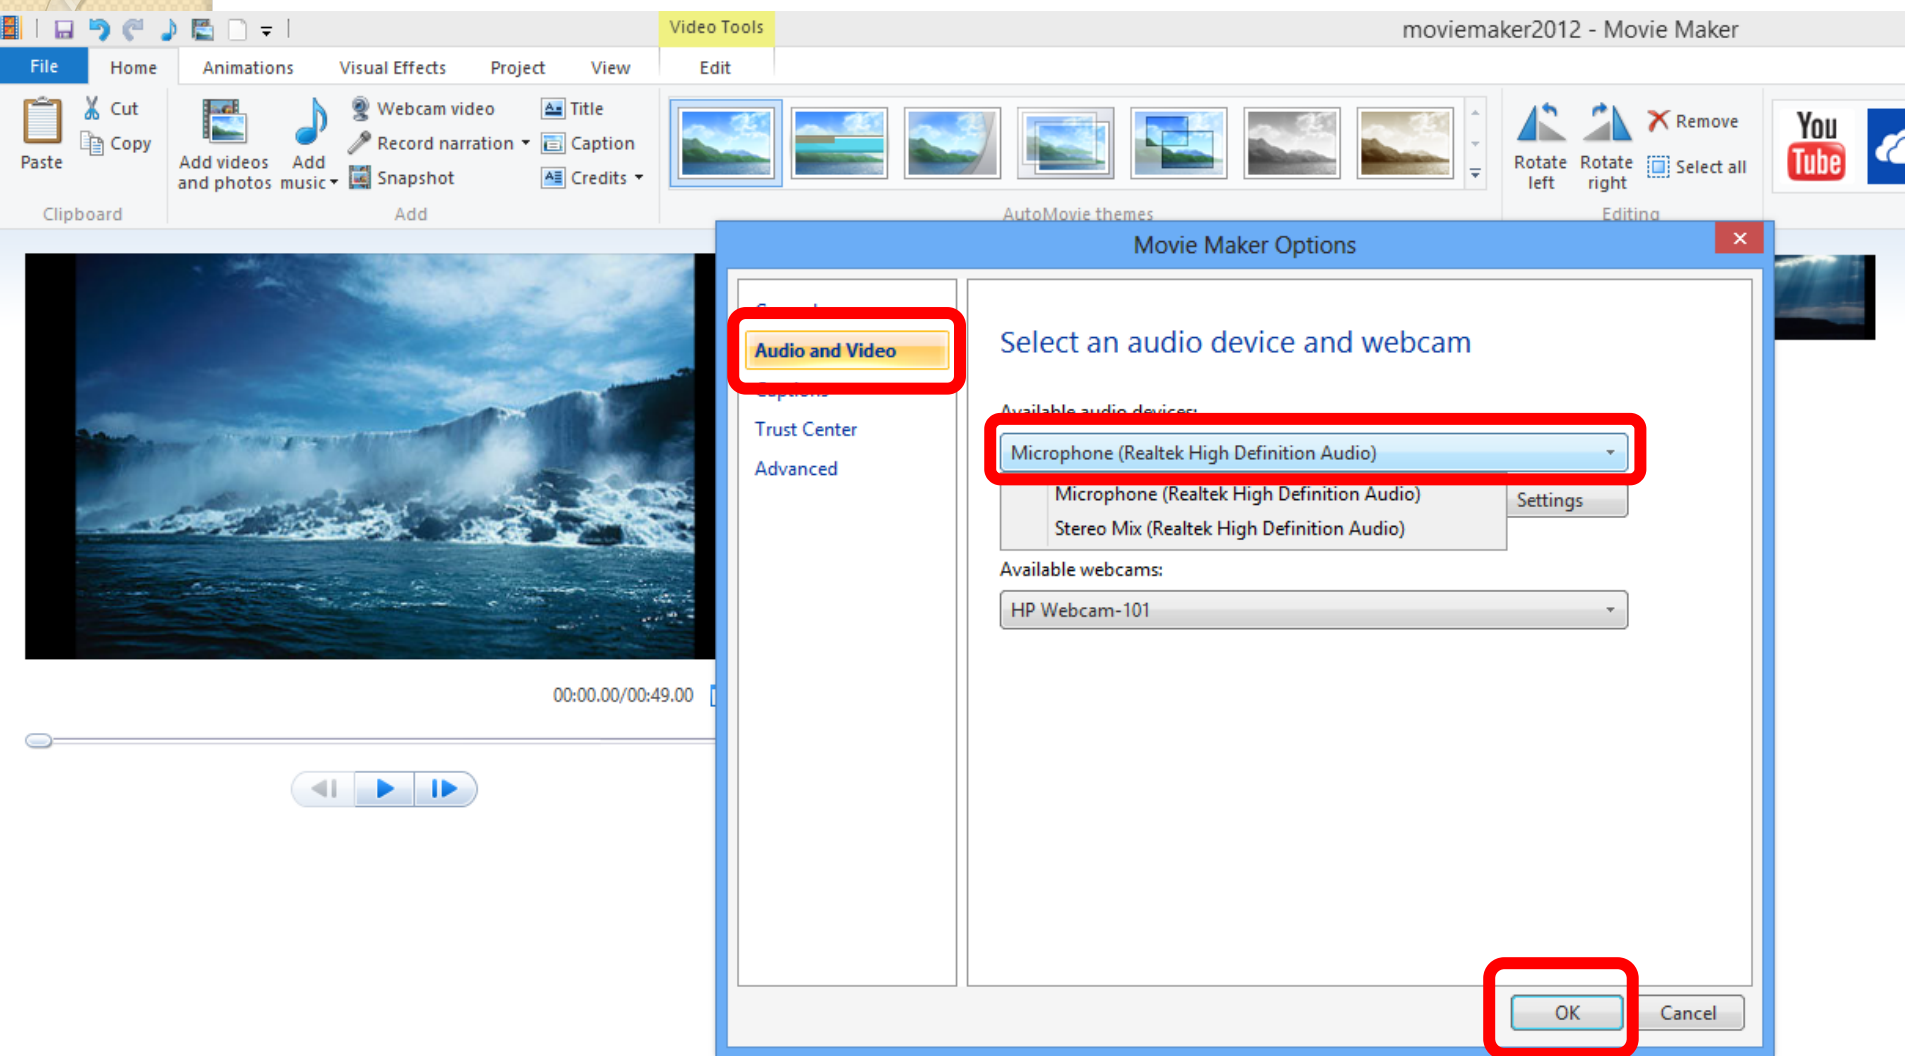 Video Tools
moviemaker2012 - Movie Maker
File Home Animations Visual Effects Project View Edit
Cut
Copy
Paste
Clipboard
Add videos
and photos
Add
music
Webcam video
Record narration
Snapshot
Title
Caption
Credits
Add
AutoMovie themes
Rotate
left
Rotate
right
Remove
Select all
Editing
You
Tube
Movie Maker Options
Audio and Video
Captions
Trust Center
Advanced
Select an audio device and webcam
Available audio devices:
Microphone (Realtek High Definition Audio)
Microphone (Realtek High Definition Audio)
Stereo Mix (Realtek High Definition Audio)
Settings
Available webcams:
HP Webcam-101
00:00.00/00:49.00
OK
Cancel